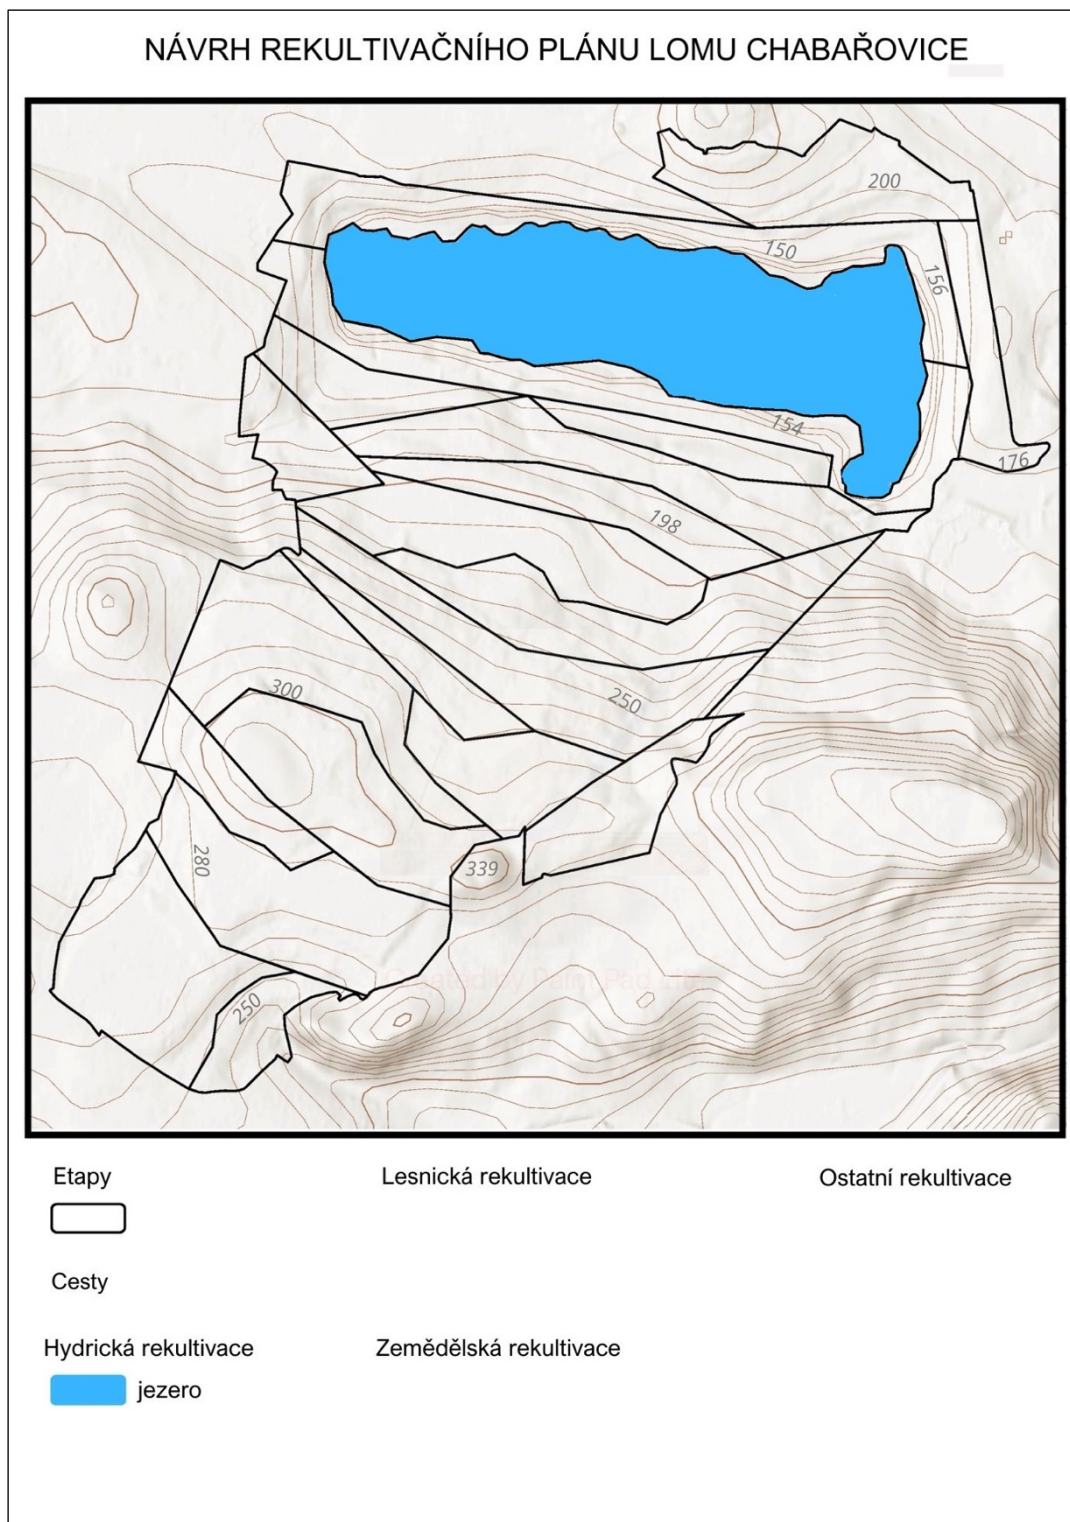 NÁVRH REKULTIVAČNÍHO PLÁNU LOMU CHABAŘOVICE
200
150
156
154
176
198
300
250
280
339
250
Etapy
Lesnická rekultivace
Ostatní rekultivace
Cesty
Hydrická rekultivace
Zemědělská rekultivace
jezero